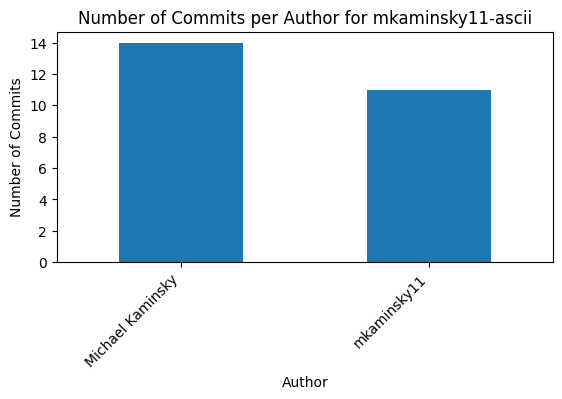 Number of Commits per Author for mkaminsky11-ascii
Number of Commits
14
12
10
8
6
4
2
0
Michael Kaminsky
mkaminsky11
Author